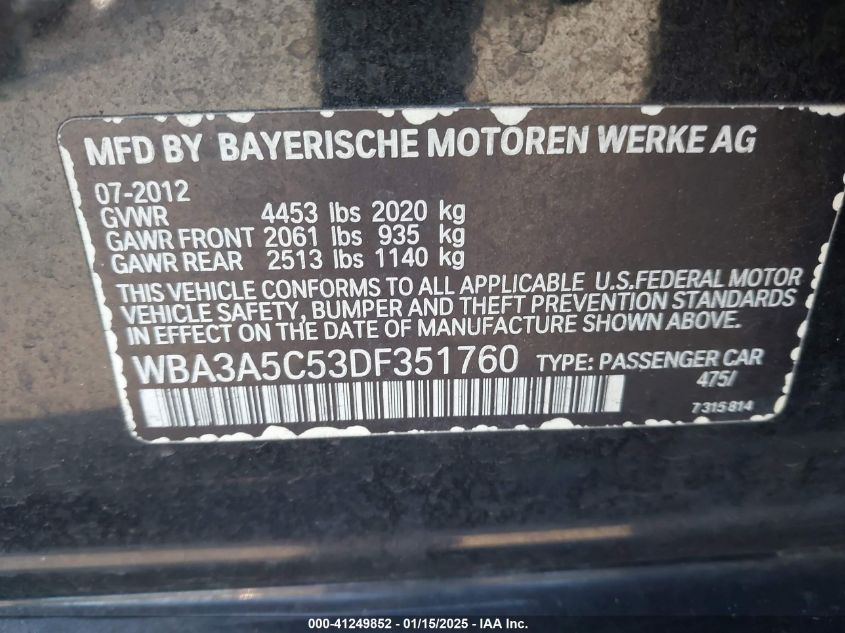 MFD BY BAYERISCHE MOTOREN WERKE AG
07-2012
GVWR 4453 lbs 2020 kg
GAWR FRONT 2061 lbs 935 kg
GAWR REAR 2513 lbs 1140 kg
THIS VEHICLE CONFORMS TO ALL APPLICABLE U.S.FEDERAL MOTOR
VEHICLE SAFETY, BUMPER AND THEFT PREVENTION STANDARDS
IN EFFECT ON THE DATE OF MANUFACTURE SHOWN ABOVE.
WBA3A5C53DF351760 TYPE: PASSENGER CAR
475/
7 315 814
000-41249852 - 01/15/2025 - IAA Inc.